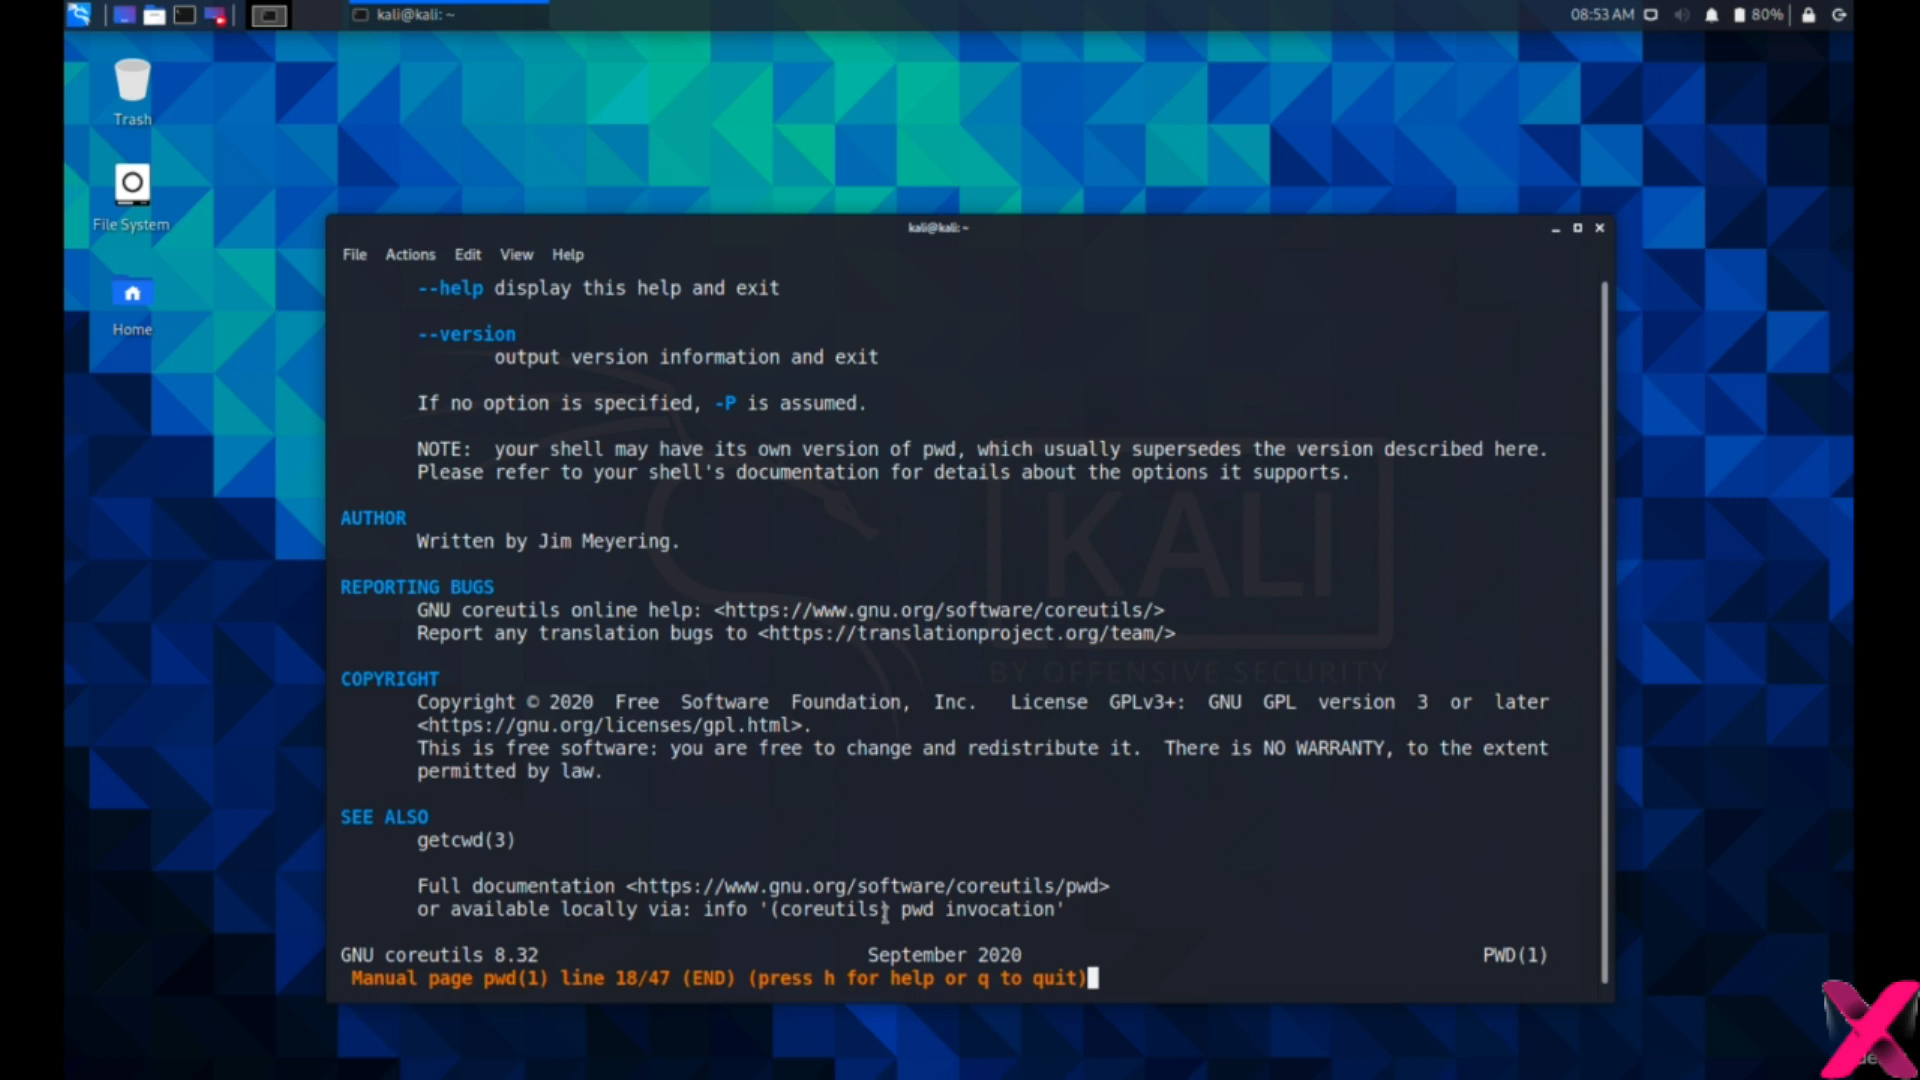 kali@kali: ~
08:53 AM
80%
Trash
File System
Home
kali@kali: ~
File Actions Edit View Help
--help display this help and exit
--version
output version information and exit
If no option is specified, -P is assumed.
NOTE: your shell may have its own version of pwd, which usually supersedes the version described here.
Please refer to your shell's documentation for details about the options it supports.
AUTHOR
Written by Jim Meyering.
REPORTING BUGS
GNU coreutils online help: <https://www.gnu.org/software/coreutils/>
Report any translation bugs to <https://translationproject.org/team/>
KALI
BY OFFENSIVE SECURITY
COPYRIGHT
Copyright © 2020 Free Software Foundation, Inc. License GPLv3+: GNU GPL version 3 or later
<https://gnu.org/licenses/gpl.html>.
This is free software: you are free to change and redistribute it. There is NO WARRANTY, to the extent
permitted by law.
SEE ALSO
getcwd(3)
Full documentation <https://www.gnu.org/software/coreutils/pwd>
or available locally via: info '(coreutils) pwd invocation'
GNU coreutils 8.32 September 2020 PWD(1)
Manual page pwd(1) line 18/47 (END) (press h for help or q to quit)